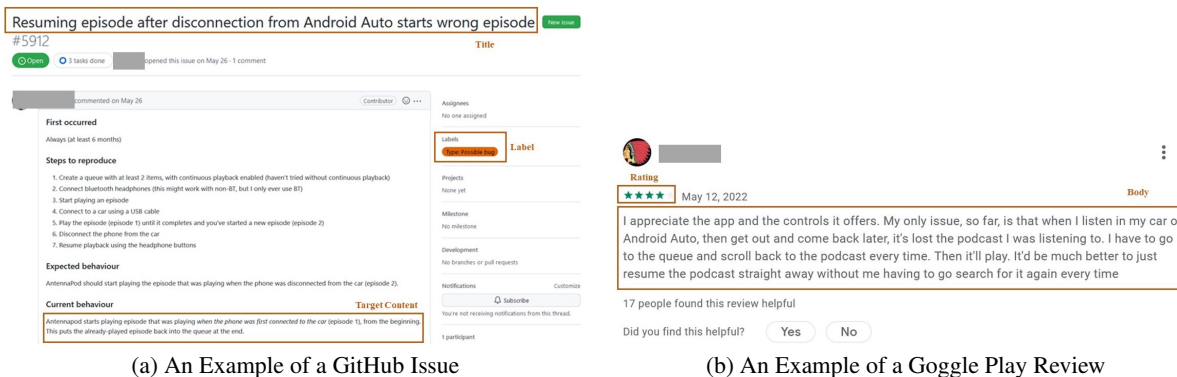 Resuming episode after disconnection from Android Auto starts wrong episode
New issue
#5912
Title
Open
3 tasks done
opened this issue on May 26 · 1 comment
commented on May 26
Contributor
First occurred
Always (at least 6 months)
Steps to reproduce
1. Create a queue with at least 2 items, with continuous playback enabled (haven't tried without continuous playback)
2. Connect bluetooth headphones (this might work with non-BT, but I only ever use BT)
3. Start playing an episode
4. Connect to a car using a USB cable
5. Play the episode (episode 1) until it completes and you've started a new episode (episode 2)
6. Disconnect the phone from the car
7. Resume playback using the headphone buttons
Expected behaviour
AntennaPod should start playing the episode that was playing when the phone was disconnected from the car (episode 2).
Current behaviour
Target Content
Antennapod starts playing episode that was playing when the phone was first connected to the car (episode 1), from the beginning.
This puts the already-played episode back into the queue at the end.
Assignees
No one assigned
Labels
Type: Possible bug
Label
Projects
None yet
Milestone
No milestone
Development
No branches or pull requests
Notifications
Customize
Subscribe
You're not receiving notifications from this thread.
1 participant
(a) An Example of a GitHub Issue
Rating
May 12, 2022
Body
I appreciate the app and the controls it offers. My only issue, so far, is that when I listen in my car o
Android Auto, then get out and come back later, it's lost the podcast I was listening to. I have to go
to the queue and scroll back to the podcast every time. Then it'll play. It'd be much better to just
resume the podcast straight away without me having to go search for it again every time
17 people found this review helpful
Did you find this helpful?
Yes
No
(b) An Example of a Goggle Play Review